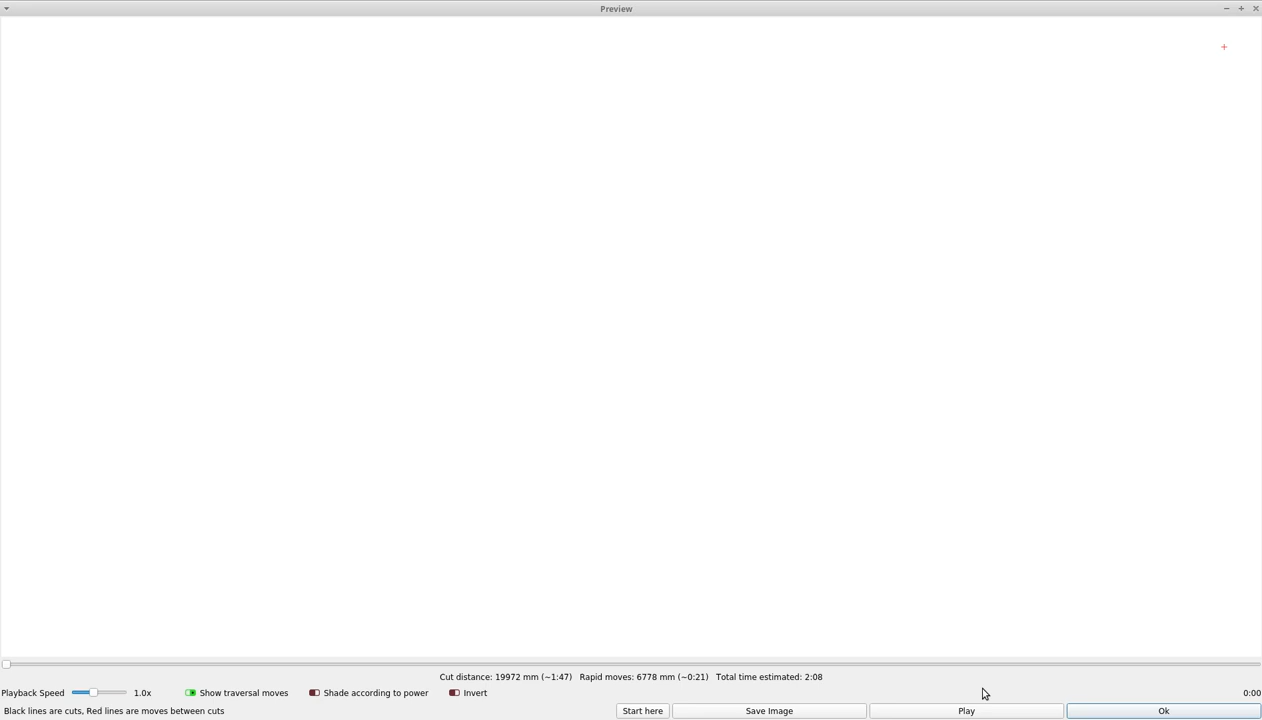 Preview
Cut distance: 19972 mm (~1:47)   Rapid moves: 6778 mm (~0:21)   Total time estimated: 2:08
Playback Speed 1.0x Show traversal moves Shade according to power Invert 0:00
Black lines are cuts, Red lines are moves between cuts Start here Save Image Play Ok